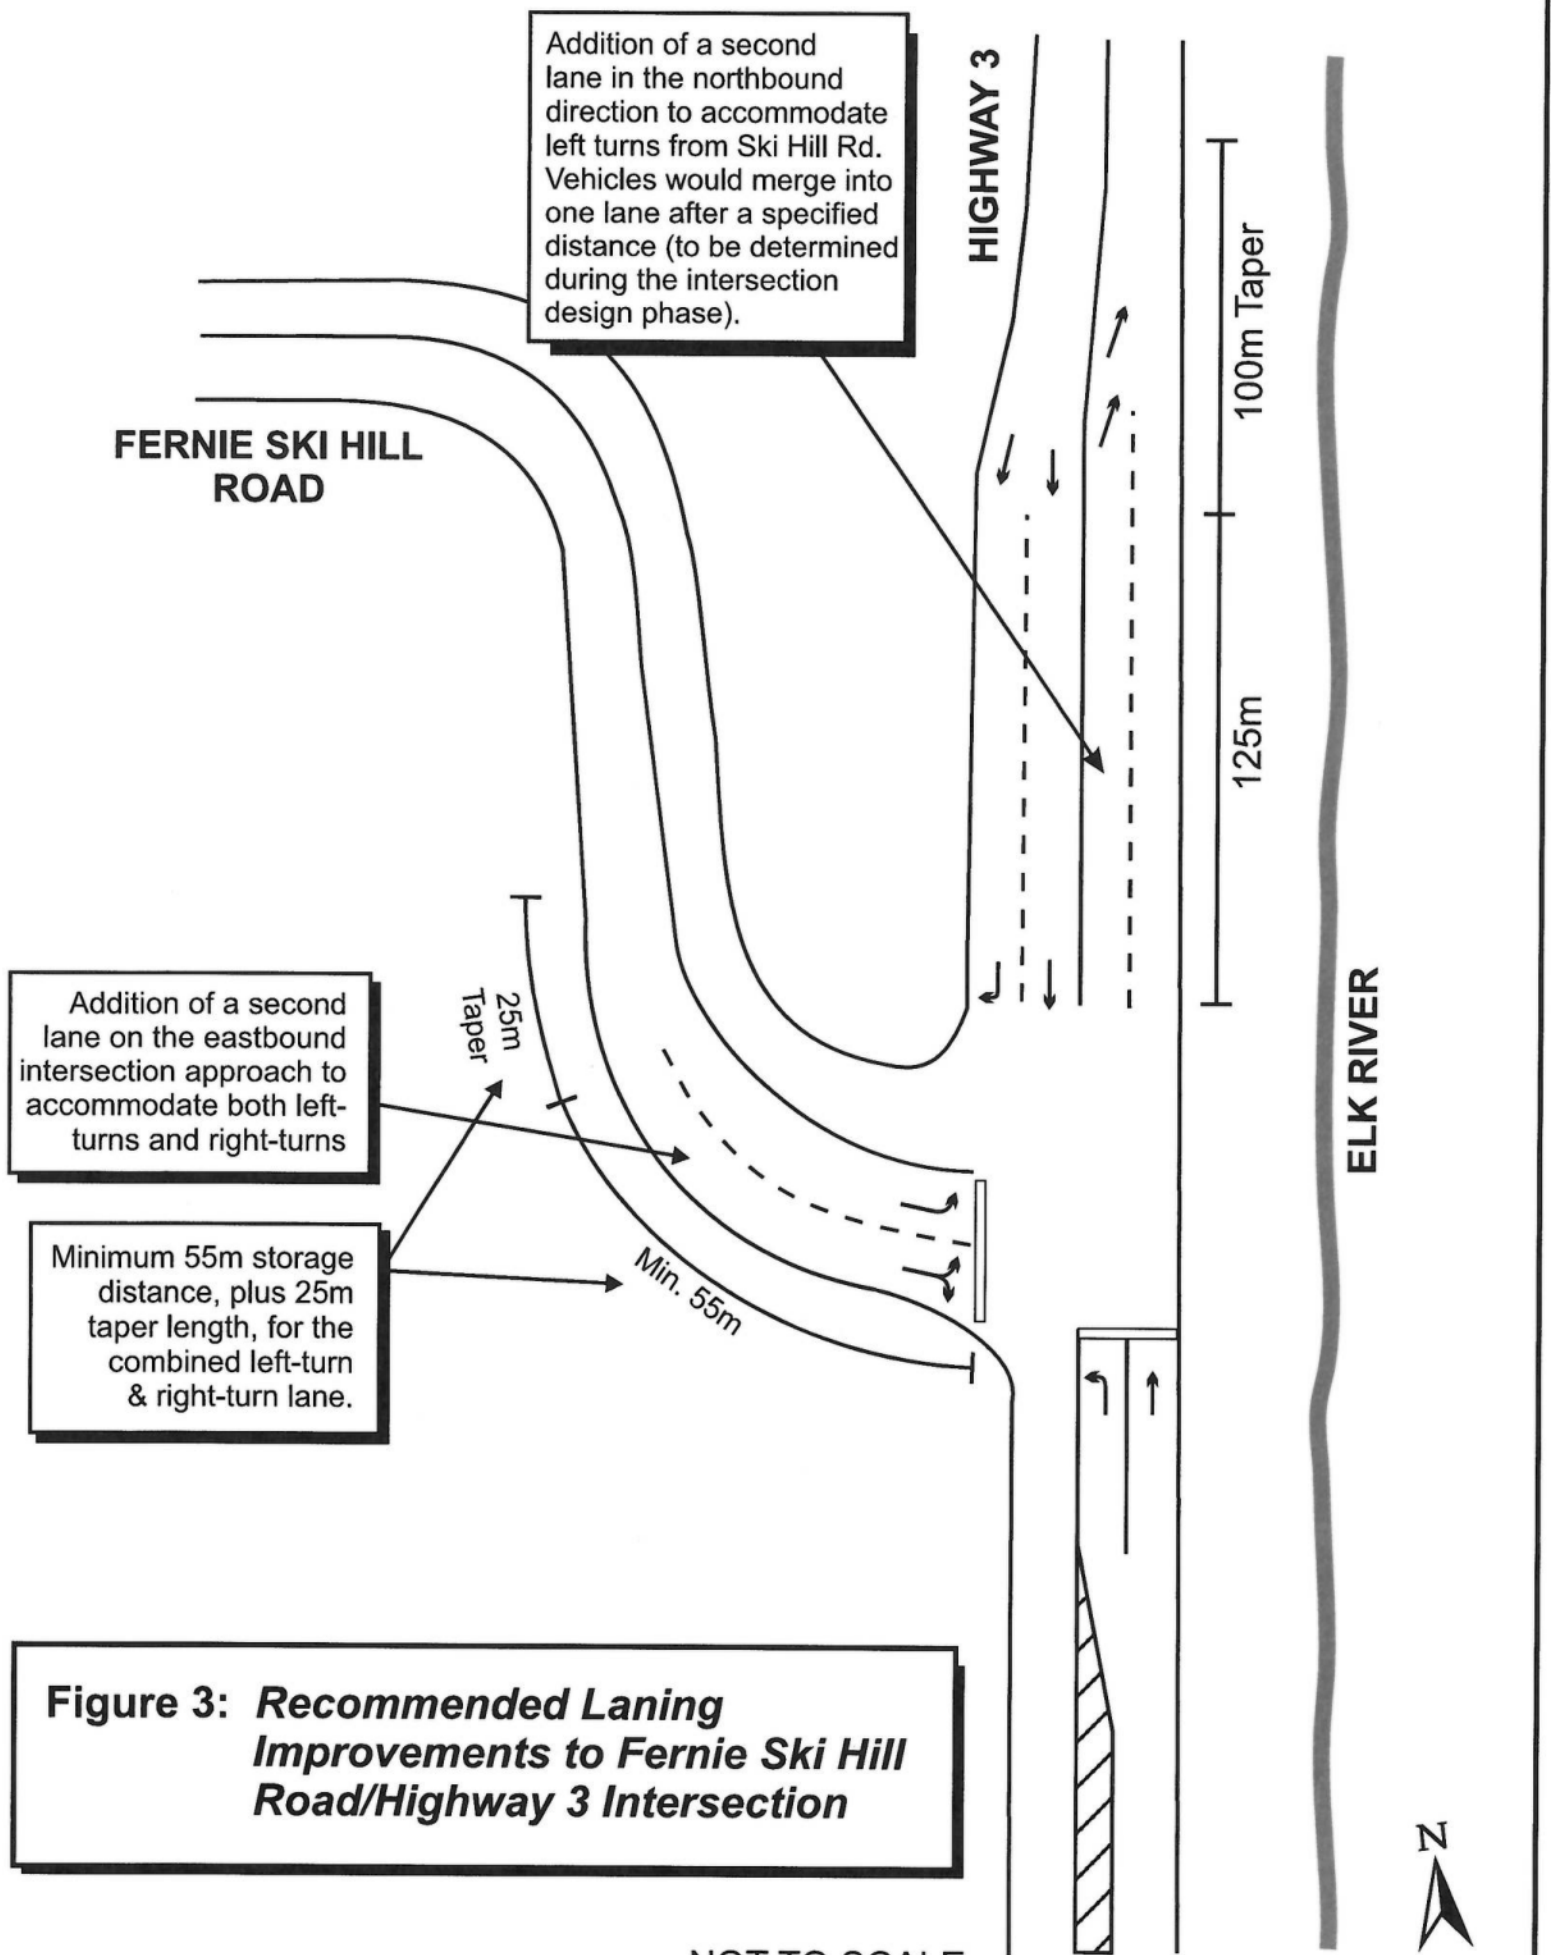 Addition of a second
lane in the northbound
direction to accommodate
left turns from Ski Hill Rd.
Vehicles would merge into
one lane after a specified
distance (to be determined
during the intersection
design phase).
HIGHWAY 3
100m Taper
FERNIE SKI HILL
ROAD
125m
25m
Taper
Addition of a second
lane on the eastbound
intersection approach to
accommodate both left-
turns and right-turns
ELK RIVER
Minimum 55m storage
distance, plus 25m
taper length, for the
combined left-turn
& right-turn lane.
Min. 55m
Figure 3: Recommended Laning
Improvements to Fernie Ski Hill
Road/Highway 3 Intersection
N
NOT TO SCALE